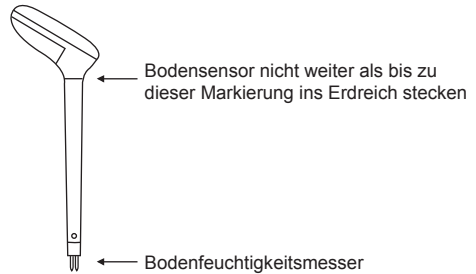 Bodensensor nicht weiter als bis zu
dieser Markierung ins Erdreich stecken
Bodenfeuchtigkeitsmesser